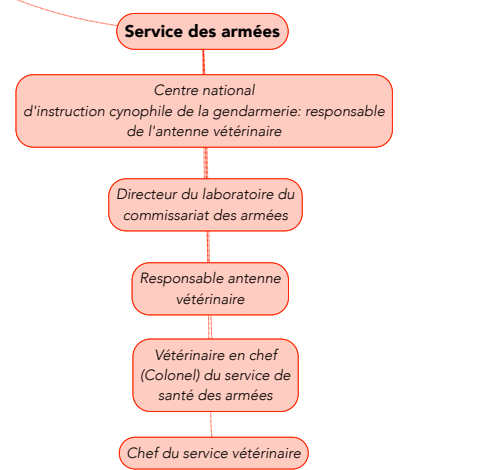 Service des armées
Centre national
d'instruction cynophile de la gendarmerie: responsable
de l'antenne vétérinaire
Directeur du laboratoire du
commissariat des armées
Responsable antenne
vétérinaire
Vétérinaire en chef
(Colonel) du service de
santé des armées
Chef du service vétérinaire